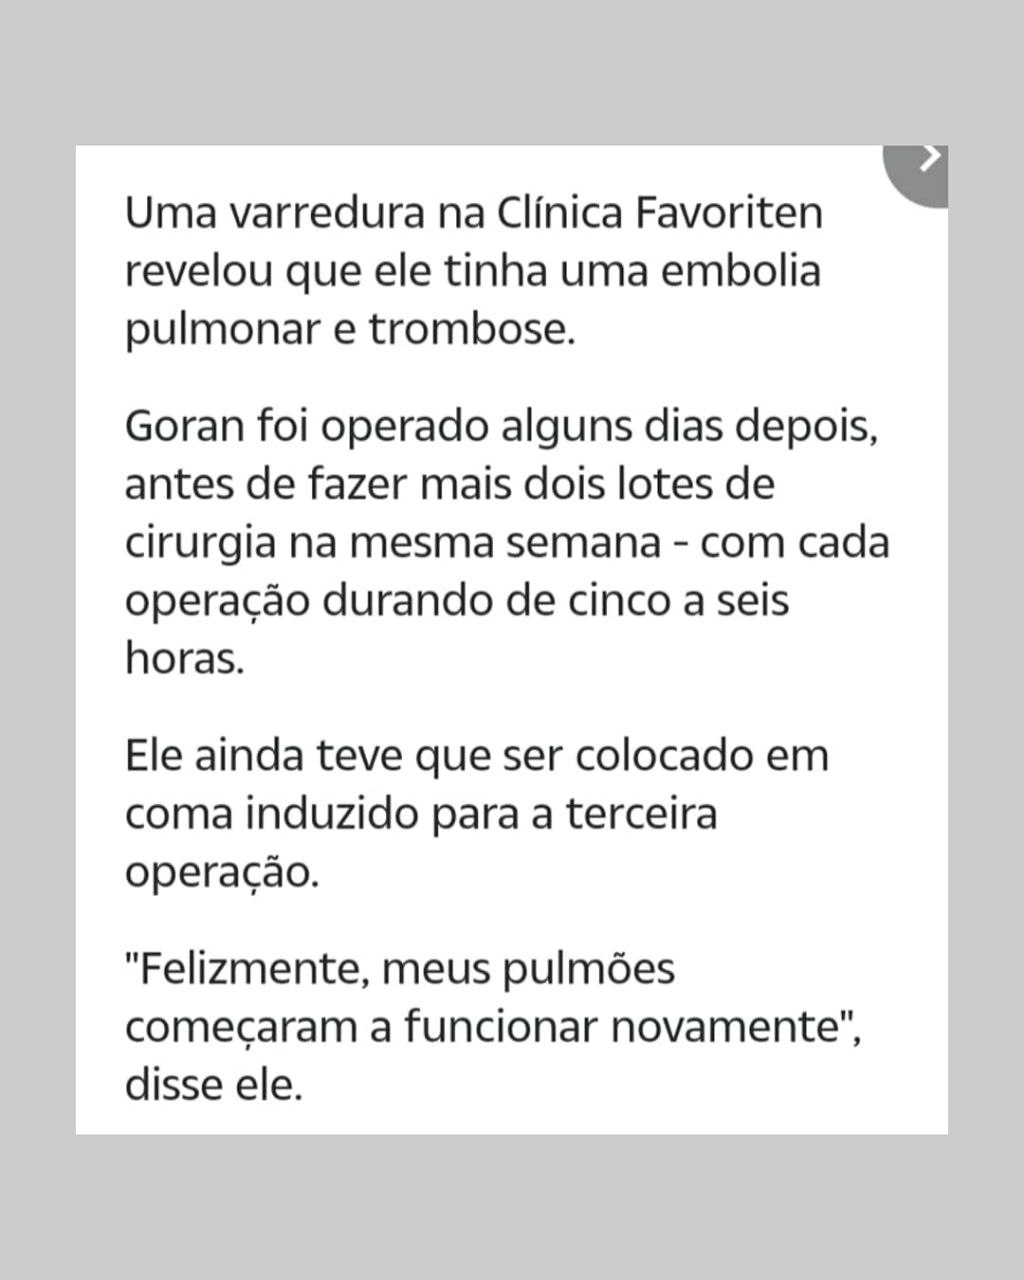 Uma varredura na Clínica Favoriten
revelou que ele tinha uma embolia
pulmonar e trombose.
Goran foi operado alguns dias depois,
antes de fazer mais dois lotes de
cirurgia na mesma semana - com cada
operação durando de cinco a seis
horas.
Ele ainda teve que ser colocado em
coma induzido para a terceira
operação.
"Felizmente, meus pulmões
começaram a funcionar novamente",
disse ele.